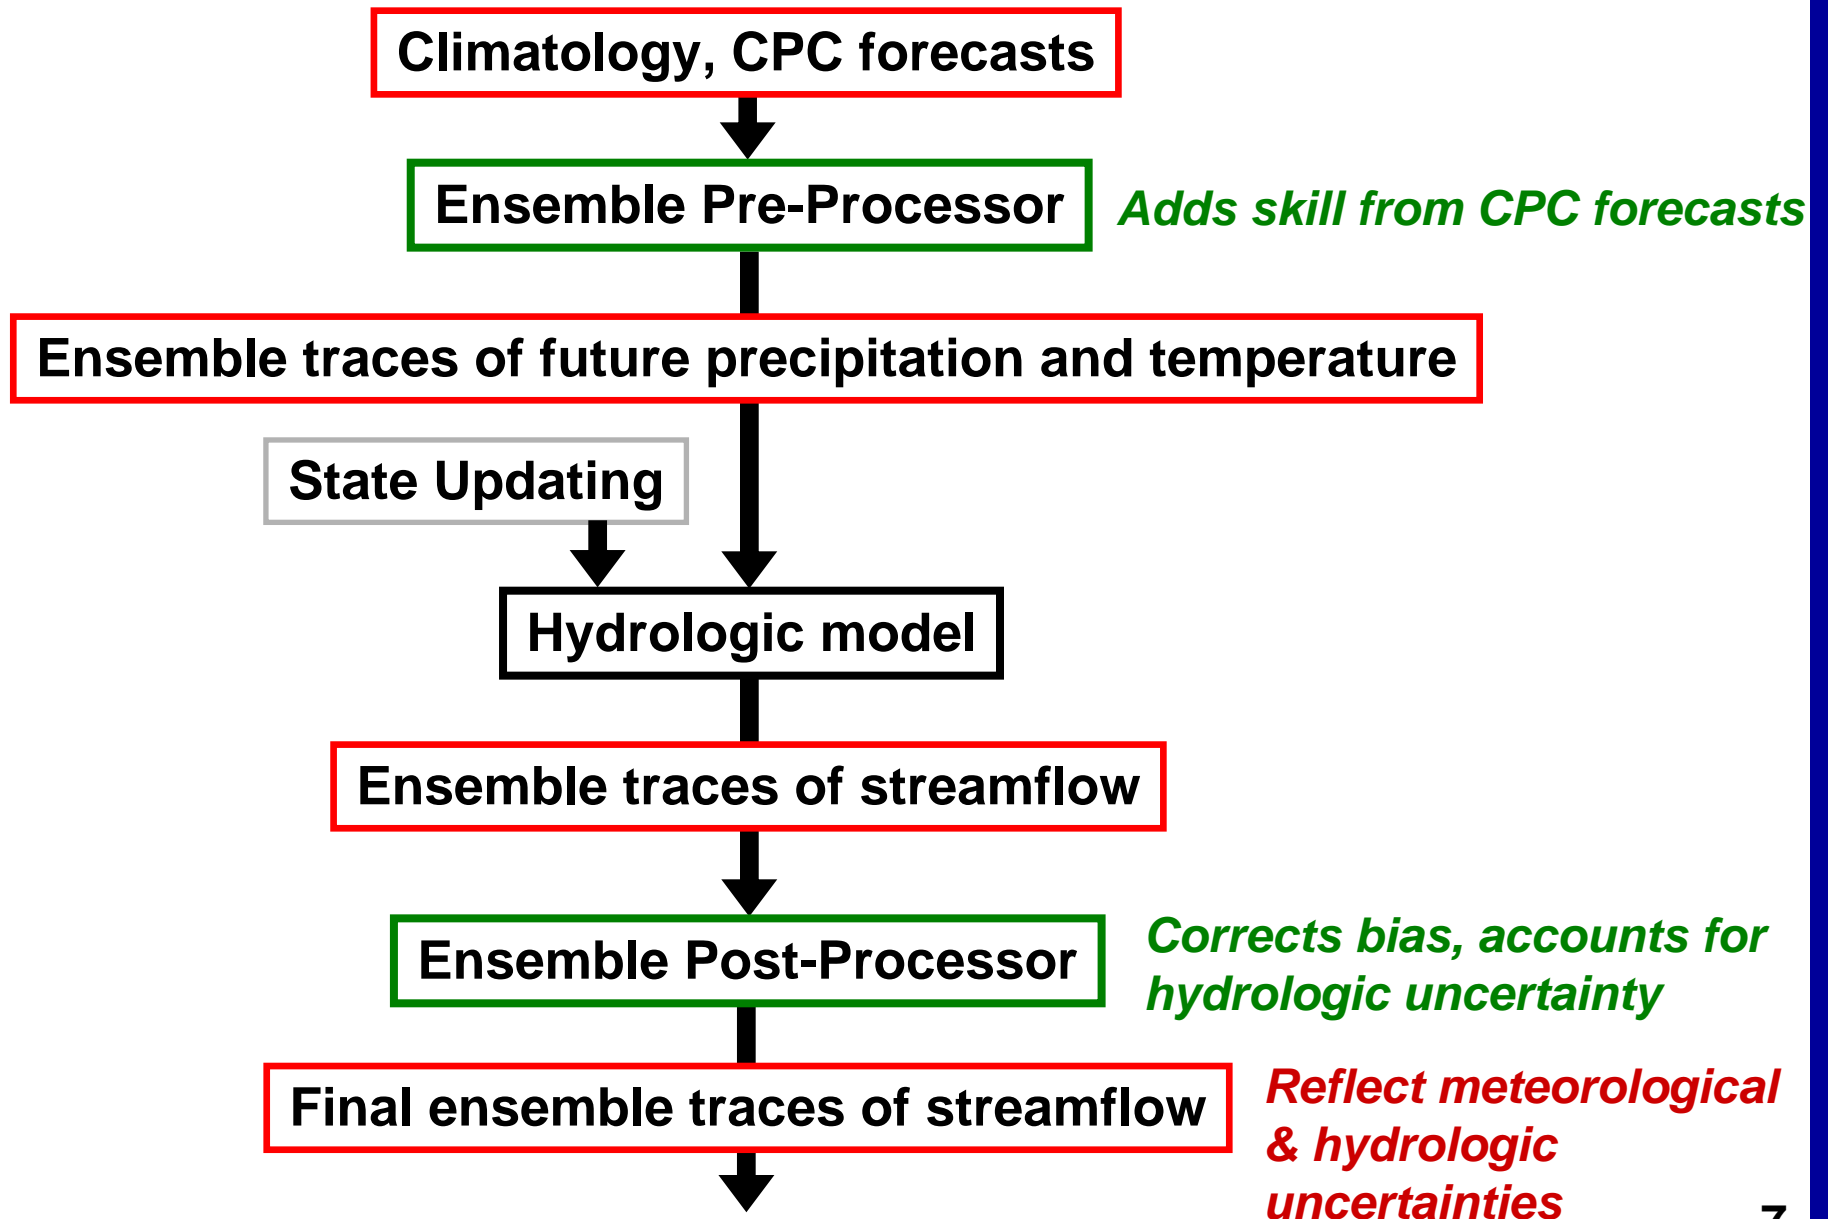 Climatology, CPC forecasts
Ensemble Pre-Processor
Adds skill from CPC forecasts
Ensemble traces of future precipitation and temperature
State Updating
Hydrologic model
Ensemble traces of streamflow
Ensemble Post-Processor
Corrects bias, accounts for
hydrologic uncertainty
Final ensemble traces of streamflow
Reflect meteorological
& hydrologic
uncertainties
7